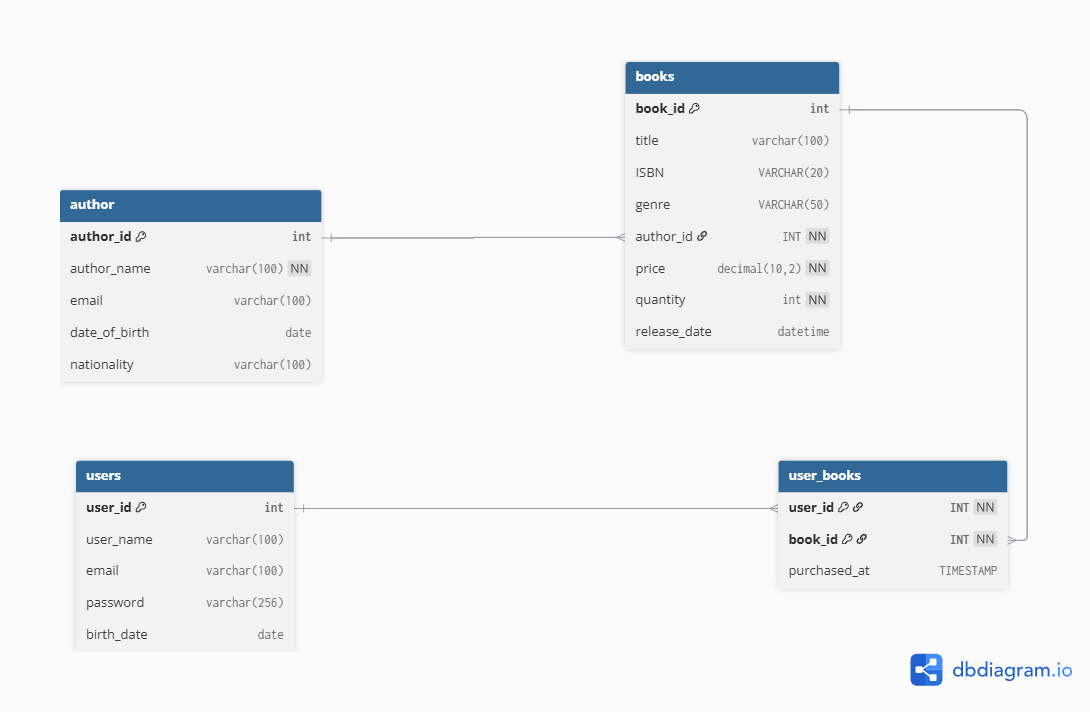 books
book_id int
title varchar(100)
ISBN VARCHAR(20)
genre VARCHAR(50)
author_id INT NN
price decimal(10,2) NN
quantity int NN
release_date datetime
author
author_id int
author_name varchar(100) NN
email varchar(100)
date_of_birth date
nationality varchar(100)
users
user_id int
user_name varchar(100)
email varchar(100)
password varchar(256)
birth_date date
user_books
user_id INT NN
book_id INT NN
purchased_at TIMESTAMP
dbdiagram.io